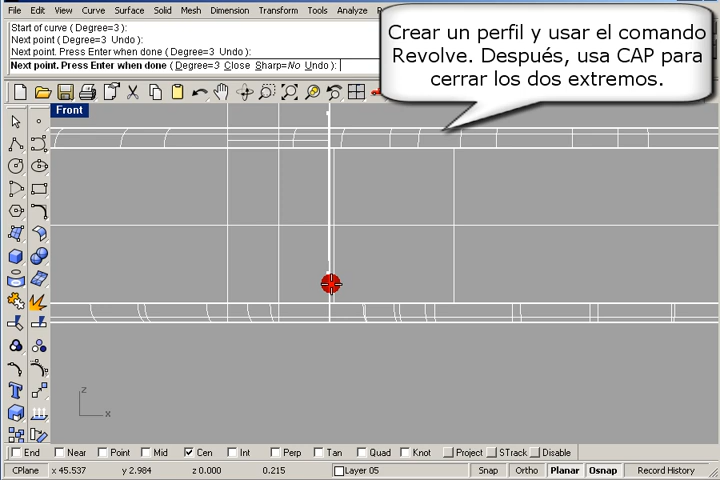 File Edit View Curve Surface Solid Mesh Dimension Transform Tools Analyze
Start of curve ( Degree=3 ):
Next point ( Degree=3 Undo ):
Next point. Press Enter when done ( Degree=3 Undo ):
Next point. Press Enter when done ( Degree=3 Close Sharp=No Undo ):
Crear un perfil y usar el comando
Revolve. Después, usa CAP para
cerrar los dos extremos.
Front
z
x
End Near Point Mid Cen Int Perp Tan Quad Knot Project STrack Disable
CPlane x 45.537 y 2.984 z 0.000 0.215 Layer 05 Snap Ortho Planar Osnap Record History